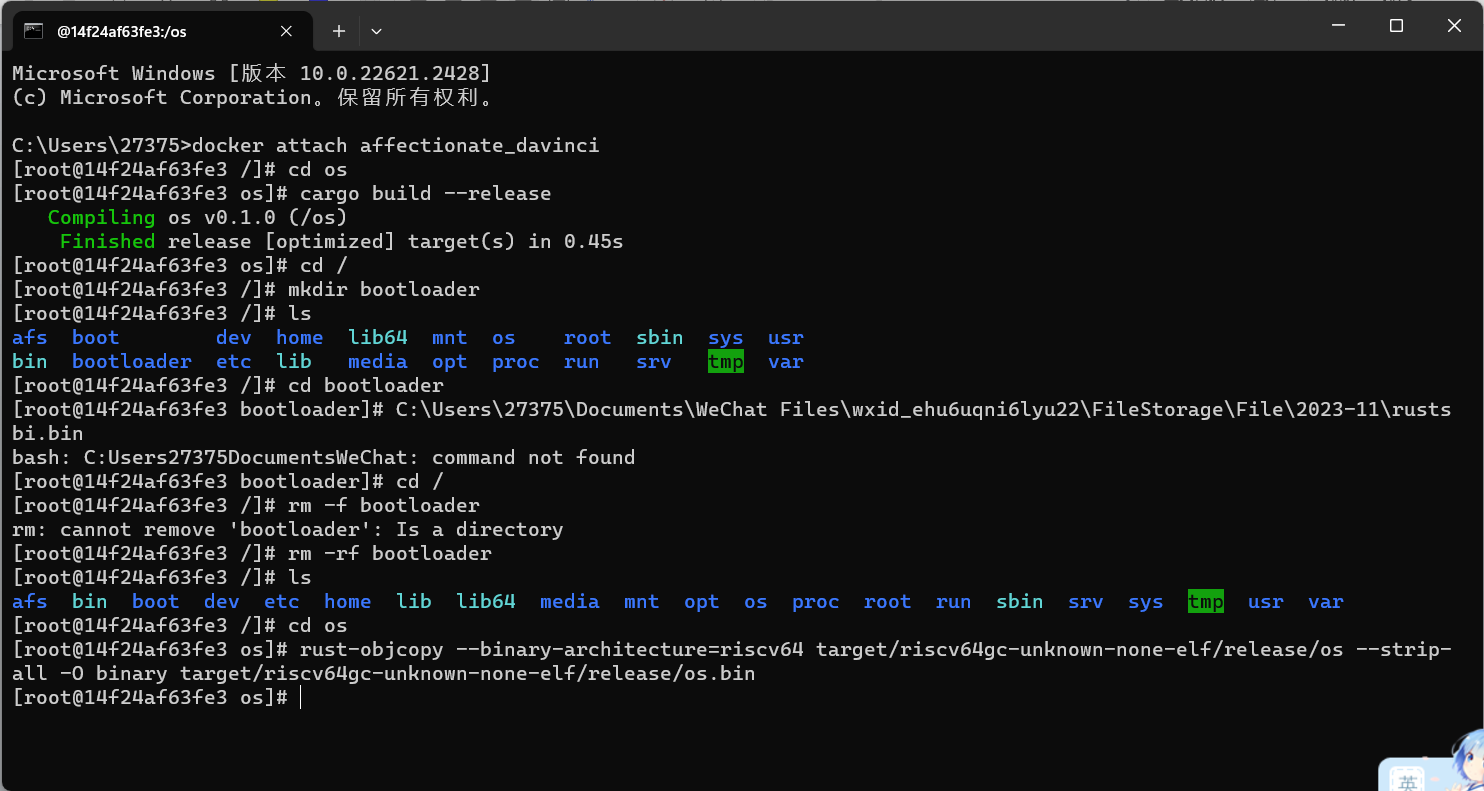 @14f24af63fe3:/os
Microsoft Windows [版本 10.0.22621.2428]
(c) Microsoft Corporation。保留所有权利。
C:\Users\27375>docker attach affectionate_davinci
[root@14f24af63fe3 /]# cd os
[root@14f24af63fe3 os]# cargo build --release
   Compiling os v0.1.0 (/os)
    Finished release [optimized] target(s) in 0.45s
[root@14f24af63fe3 os]# cd /
[root@14f24af63fe3 /]# mkdir bootloader
[root@14f24af63fe3 /]# ls
afs  boot        dev  home  lib64  mnt  os    root  sbin  sys  usr
bin  bootloader  etc  lib   media  opt  proc  run   srv   tmp  var
[root@14f24af63fe3 /]# cd bootloader
[root@14f24af63fe3 bootloader]# C:\Users\27375\Documents\WeChat Files\wxid_ehu6uqni6lyu22\FileStorage\File\2023-11\rusts
bi.bin
bash: C:Users27375DocumentsWeChat: command not found
[root@14f24af63fe3 bootloader]# cd /
[root@14f24af63fe3 /]# rm -f bootloader
rm: cannot remove 'bootloader': Is a directory
[root@14f24af63fe3 /]# rm -rf bootloader
[root@14f24af63fe3 /]# ls
afs  bin  boot  dev  etc  home  lib  lib64  media  mnt  opt  os  proc  root  run  sbin  srv  sys  tmp  usr  var
[root@14f24af63fe3 /]# cd os
[root@14f24af63fe3 os]# rust-objcopy --binary-architecture=riscv64 target/riscv64gc-unknown-none-elf/release/os --strip-
all -O binary target/riscv64gc-unknown-none-elf/release/os.bin
[root@14f24af63fe3 os]#
英